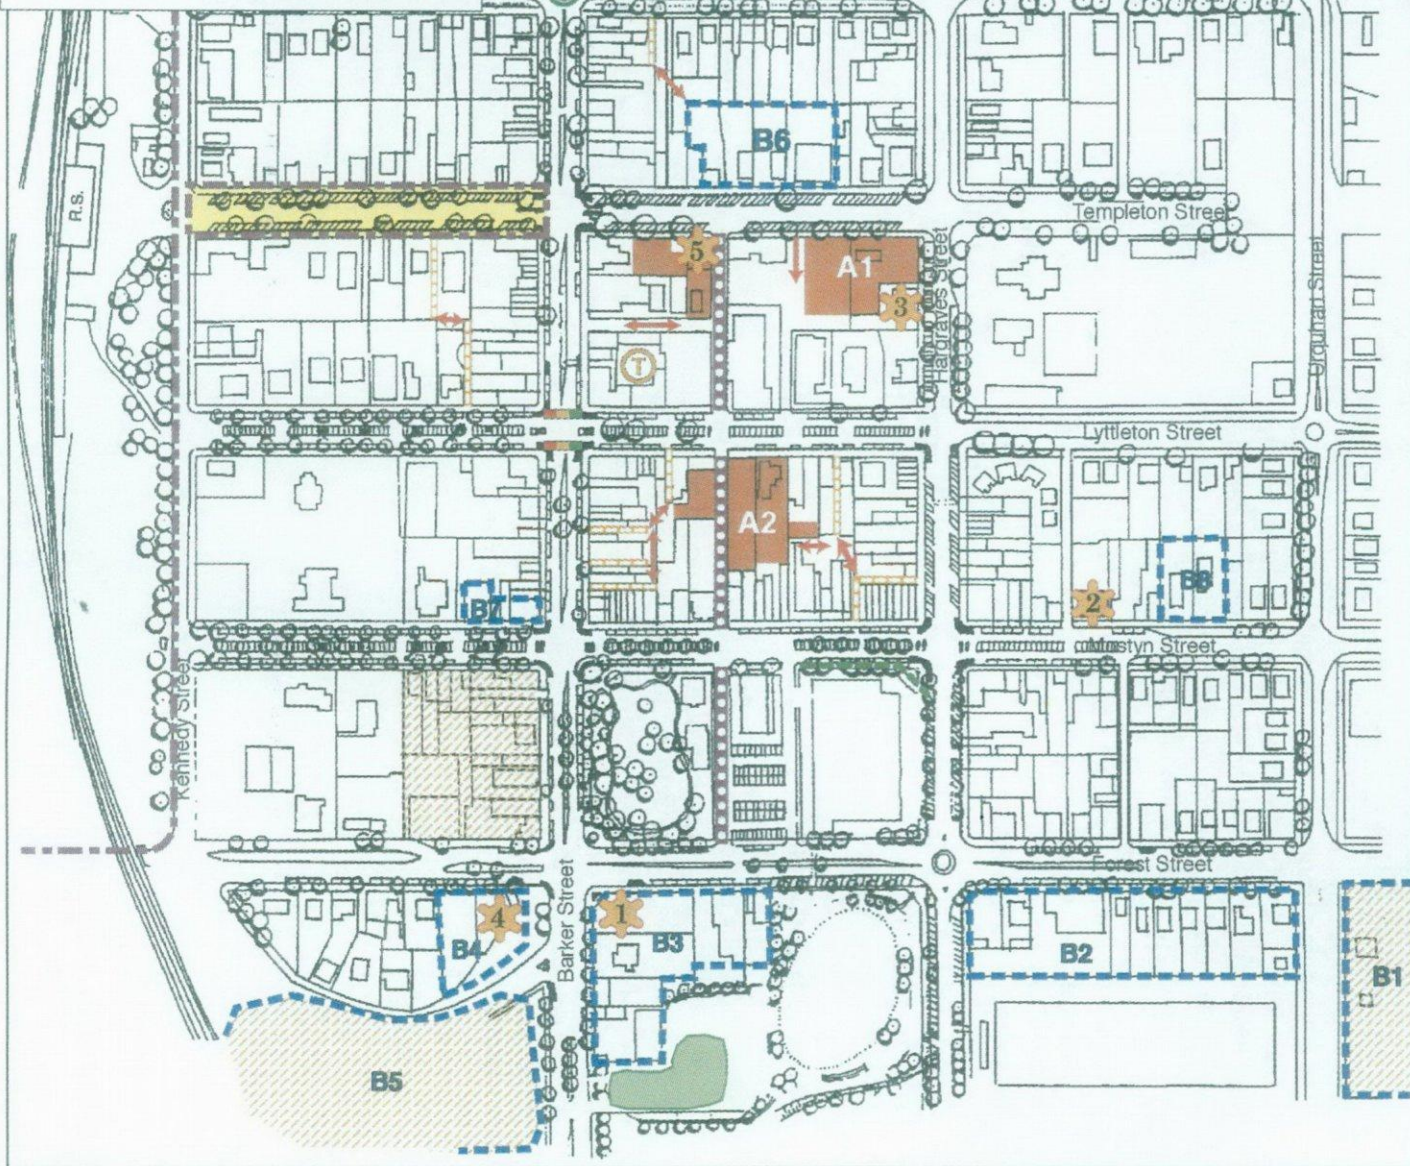 B6
R.s.
Templeton Street
5
A1
3
Hargraves Street
Urquhart Street
T
Lyttleton Street
A2
B7
2
B8
Mostyn Street
Kennedy Street
Forest Street
4
B4
Barker Street
1
B3
B2
B1
B5